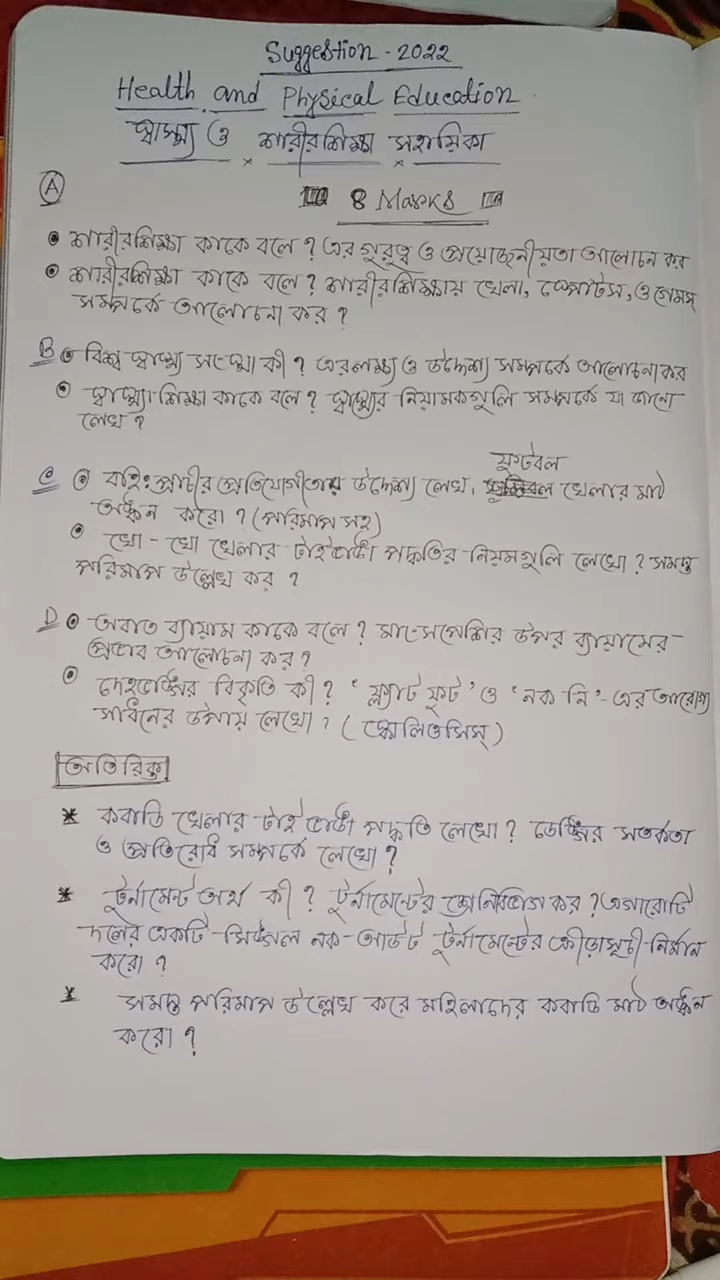 Suggestion - 2022
Health and Physical Education
স্বাস্থ্য ও শারীরশিক্ষা সহায়িকা
A
8 Marks
শারীরশিক্ষা কাকে বলে ? এর গুরুত্ব ও প্রয়োজনীয়তা আলোচনা কর
শারীরশিক্ষা কাকে বলে ? শারীরশিক্ষায় খেলা, স্পোটস, ও গেমস্
সম্পর্কে আলোচনা কর ?
B বিশ্ব স্বাস্থ্য সংস্থা কী ? এর লক্ষ্য ও উদ্দেশ্য সম্পর্কে আলোচনা কর
স্বাস্থ্য শিক্ষা কাকে বলে ? স্বাস্থ্যের নিয়ামকগুলি সম্পর্কে যা জানো
লেখ ?
ফুটবল
C বহিঃপ্রাচীর প্রতিযোগীতার উদ্দেশ্য লেখ, খেলার মাঠ
অঙ্কন করো ? (পরিমাপ সহ)
খো - খো খেলার টাইভাঙ্গা পদ্ধতির নিয়মগুলি লেখো ? সমস্ত
পরিমাপ উল্লেখ কর ?
D অবাত ব্যায়াম কাকে বলে ? মাংসপেশির উপর ব্যায়ামের
প্রভাব আলোচনা কর ?
দেহভঙ্গির বিকৃতি কী ? 'ফ্ল্যাট ফুট' ও 'নক নি'-এর আরোগ্য
সাধনের উপায় লেখো ? (স্কোলিওসিস্)
অতিরিক্ত
* কবাডি খেলার টাইভাঙ্গা পদ্ধতি লেখো ? ডেঙ্গির সতর্কতা
ও প্রতিরোধ সম্পর্কে লেখো ?
* টুর্নামেন্ট অর্থ কী ? টুর্নামেন্টের শ্রেনিবিভাগ কর ? এগারোটি
দলের একটি সিঙ্গল নক-আউট টুর্নামেন্টের ক্রীড়াসূচী নির্মান
করো ?
* সমস্ত পরিমাপ উল্লেখ করে মহিলাদের কবাডি মাঠ অঙ্কন
করো ?